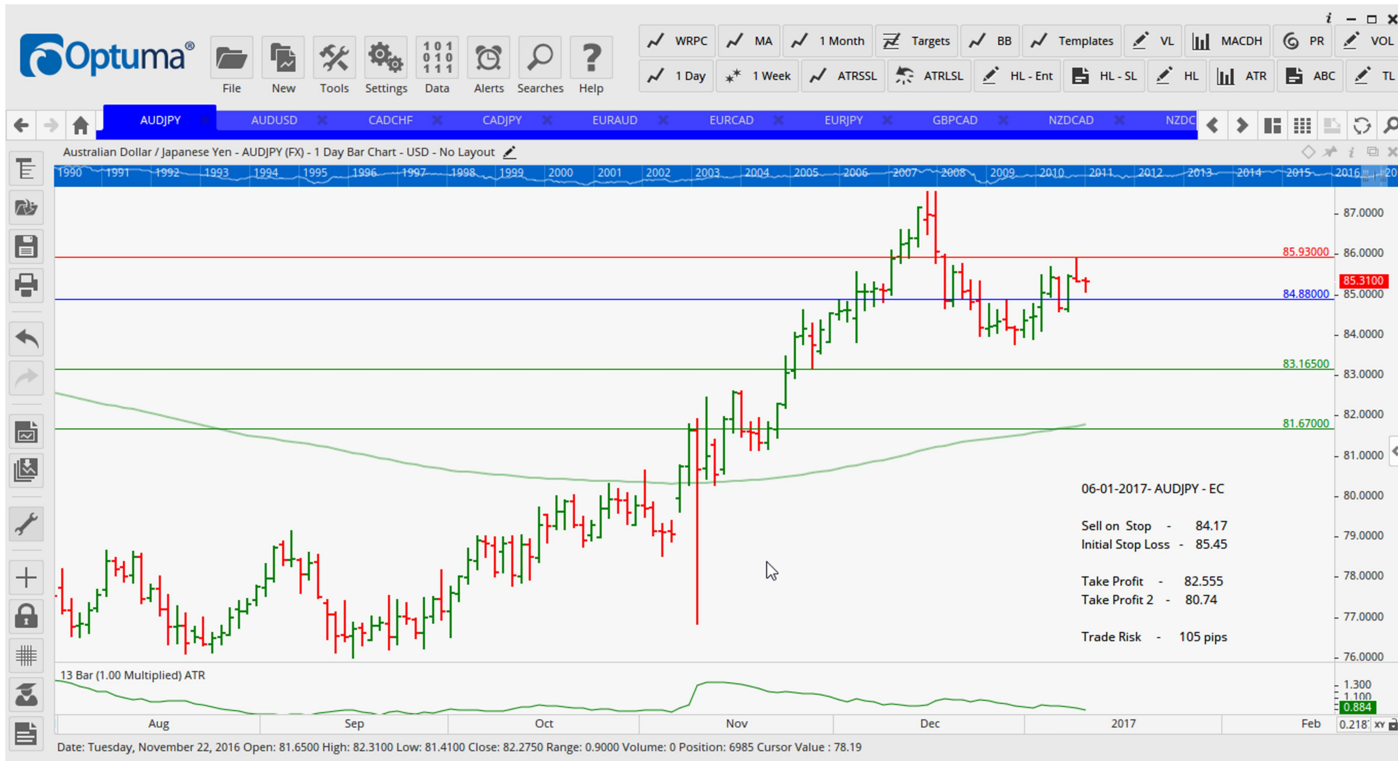 i
Optuma®
File New Tools Settings Data Alerts Searches Help
101
010
111
WRPC MA 1 Month Targets BB Templates VL MACDH PR VOL
1 Day 1 Week ATRSSL ATRLSL HL - Ent HL - SL HL ATR ABC TL
AUDJPY AUDUSD CADCHF CADJPY EURAUD EURCAD EURJPY GBPCAD NZDCAD NZDC
Australian Dollar / Japanese Yen - AUDJPY (FX) - 1 Day Bar Chart - USD - No Layout
1990 1991 1992 1993 1994 1995 1996 1997 1998 1999 2000 2001 2002 2003 2004 2005 2006 2007 2008 2009 2010 2011 2012 2013 2014 2015 2016 20
87.0000
85.93000 86.0000
85.3100
84.88000 85.0000
84.0000
83.16500 83.0000
82.0000
81.67000
81.0000
80.0000
79.0000
78.0000
77.0000
76.0000
06-01-2017- AUDJPY - EC
Sell on Stop - 84.17
Initial Stop Loss - 85.45
Take Profit - 82.555
Take Profit 2 - 80.74
Trade Risk - 105 pips
13 Bar (1.00 Multiplied) ATR
1.300
1.100
0.884
Aug Sep Oct Nov Dec 2017 Feb 0.218 XY
Date: Tuesday, November 22, 2016 Open: 81.6500 High: 82.3100 Low: 81.4100 Close: 82.2750 Range: 0.9000 Volume: 0 Position: 6985 Cursor Value : 78.19